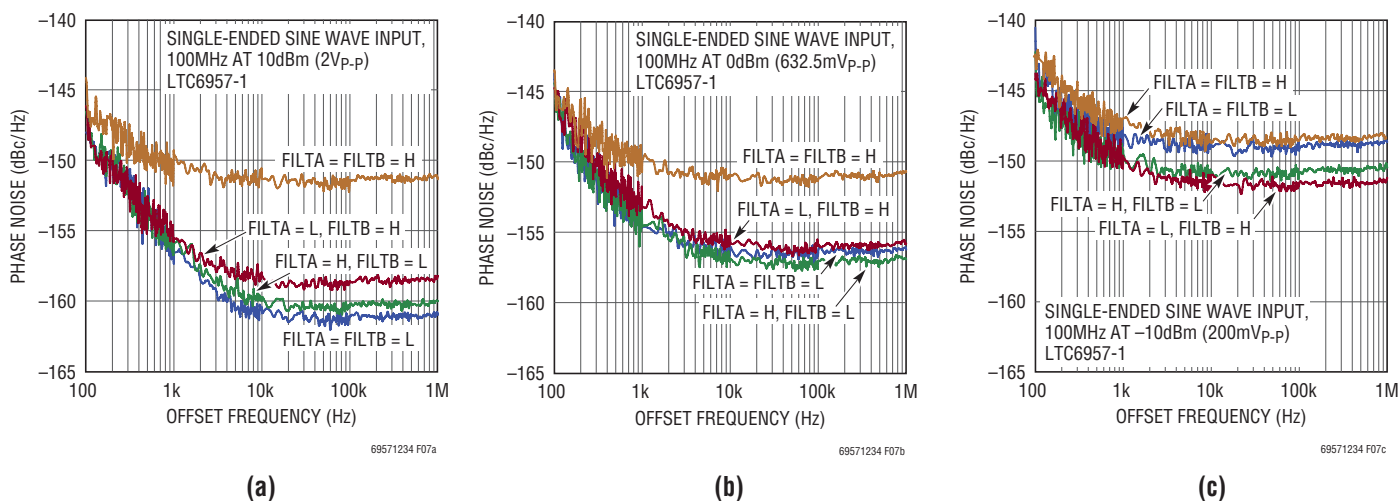 –140
–145
–150
–155
–160
–165
PHASE NOISE (dBc/Hz)
SINGLE-ENDED SINE WAVE INPUT,
100MHz AT 10dBm (2VP-P)
LTC6957-1
FILTA = FILTB = H
FILTA = L, FILTB = H
FILTA = H, FILTB = L
FILTA = FILTB = L
100 1k 10k 100k 1M
OFFSET FREQUENCY (Hz)
69571234 F07a
(a)
–140
–145
–150
–155
–160
–165
PHASE NOISE (dBc/Hz)
SINGLE-ENDED SINE WAVE INPUT,
100MHz AT 0dBm (632.5mVP-P)
LTC6957-1
FILTA = FILTB = H
FILTA = L, FILTB = H
FILTA = FILTB = L
FILTA = H, FILTB = L
100 1k 10k 100k 1M
OFFSET FREQUENCY (Hz)
69571234 F07b
(b)
–140
–145
–150
–155
–160
–165
PHASE NOISE (dBc/Hz)
FILTA = FILTB = H
FILTA = FILTB = L
FILTA = H, FILTB = L
FILTA = L, FILTB = H
SINGLE-ENDED SINE WAVE INPUT,
100MHz AT –10dBm (200mVP-P)
LTC6957-1
100 1k 10k 100k 1M
OFFSET FREQUENCY (Hz)
69571234 F07c
(c)